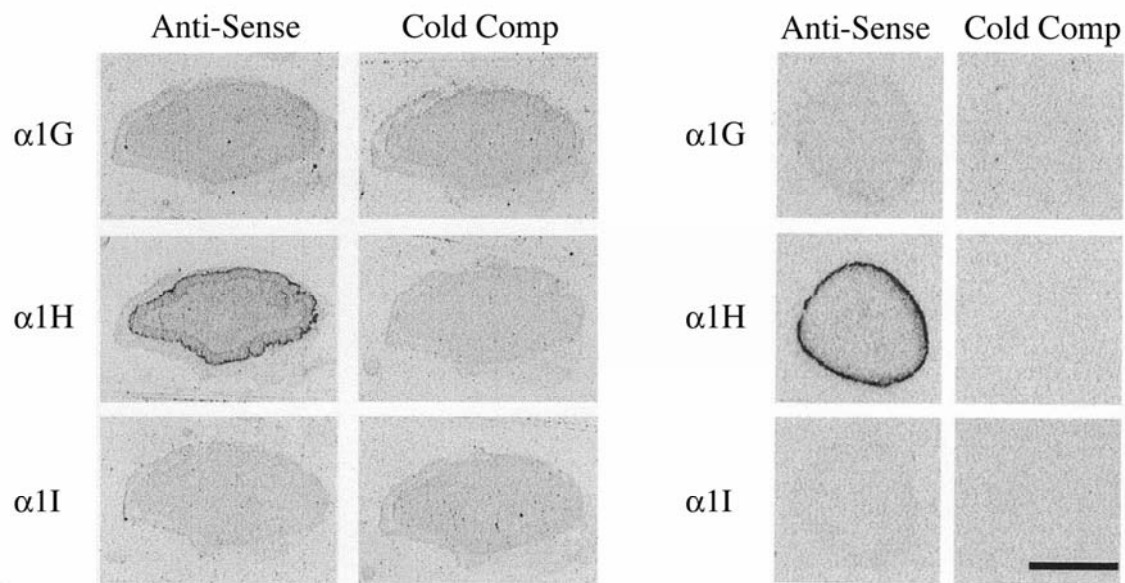 Anti-Sense Cold Comp Anti-Sense Cold Comp
α1G α1G
α1H α1H
α1I α1I